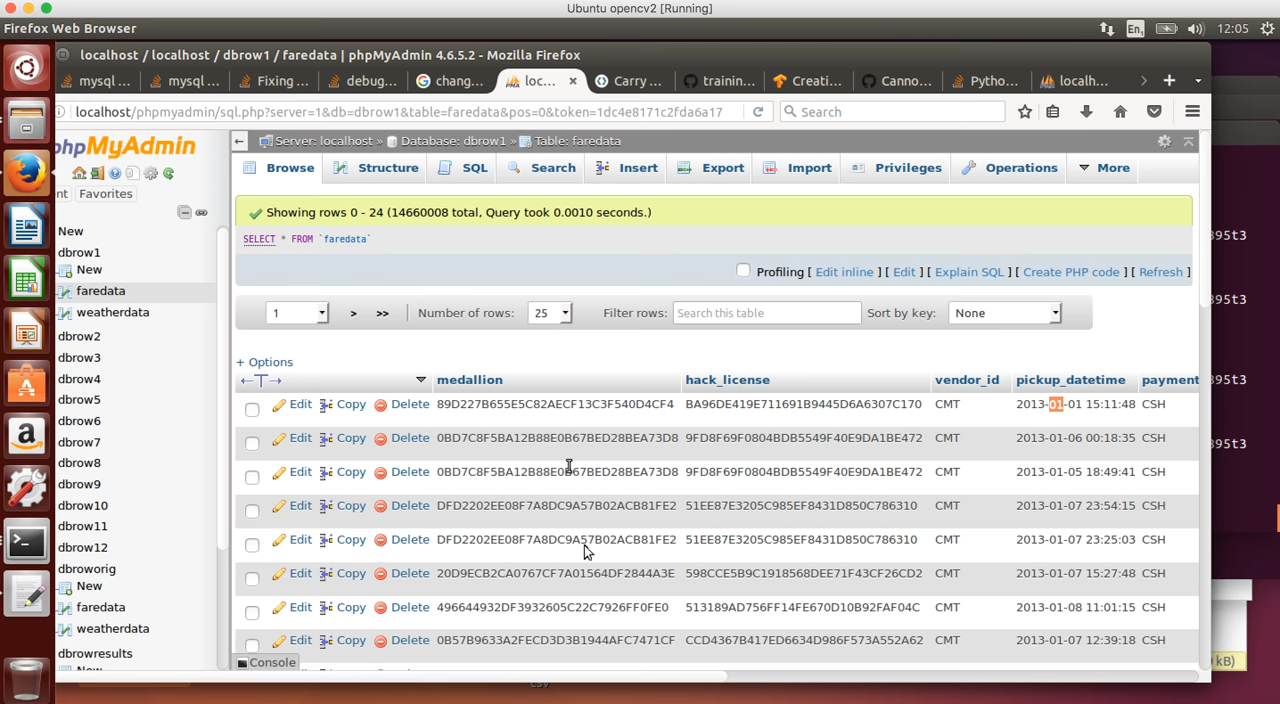 Ubuntu opencv2 [Running]
Firefox Web Browser
En₁
12:05
localhost / localhost / dbrow1 / faredata | phpMyAdmin 4.6.5.2 - Mozilla Firefox
mysql ...
mysql ...
Fixing ...
debug...
chang...
loc...
Carry ...
trainin...
Creati...
Canno...
Pytho...
localh...
localhost/phpmyadmin/sql.php?server=1&db=dbrow1&table=faredata&pos=0&token=1dc4e8171c2fda6a17
Search
phpMyAdmin
nt
Favorites
New
dbrow1
New
faredata
weatherdata
dbrow2
dbrow3
dbrow4
dbrow5
dbrow6
dbrow7
dbrow8
dbrow9
dbrow10
dbrow11
dbrow12
dbroworig
New
faredata
weatherdata
dbrowresults
Server: localhost » Database: dbrow1 » Table: faredata
Browse Structure SQL Search Insert Export Import Privileges Operations More
Showing rows 0 - 24 (14660008 total, Query took 0.0010 seconds.)
SELECT * FROM `faredata`
Profiling [ Edit inline ] [ Edit ] [ Explain SQL ] [ Create PHP code ] [ Refresh ]
1 > >> Number of rows: 25 Filter rows: Search this table Sort by key: None
+ Options
medallion hack_license vendor_id pickup_datetime payment
Edit Copy Delete 89D227B655E5C82AECF13C3F540D4CF4 BA96DE419E711691B9445D6A6307C170 CMT 2013-01-01 15:11:48 CSH
Edit Copy Delete 0BD7C8F5BA12B88E0B67BED28BEA73D8 9FD8F69F0804BDB5549F40E9DA1BE472 CMT 2013-01-06 00:18:35 CSH
Edit Copy Delete 0BD7C8F5BA12B88E0B67BED28BEA73D8 9FD8F69F0804BDB5549F40E9DA1BE472 CMT 2013-01-05 18:49:41 CSH
Edit Copy Delete DFD2202EE08F7A8DC9A57B02ACB81FE2 51EE87E3205C985EF8431D850C786310 CMT 2013-01-07 23:54:15 CSH
Edit Copy Delete DFD2202EE08F7A8DC9A57B02ACB81FE2 51EE87E3205C985EF8431D850C786310 CMT 2013-01-07 23:25:03 CSH
Edit Copy Delete 20D9ECB2CA0767CF7A01564DF2844A3E 598CCE5B9C1918568DEE71F43CF26CD2 CMT 2013-01-07 15:27:48 CSH
Edit Copy Delete 496644932DF3932605C22C7926FF0FE0 513189AD756FF14FE670D10B92FAF04C CMT 2013-01-08 11:01:15 CSH
Edit Copy Delete 0B57B9633A2FECD3D3B1944AFC7471CF CCD4367B417ED6634D986F573A552A62 CMT 2013-01-07 12:39:18 CSH
Console
395t3
395t3
395t3
395t3
kB)
csv